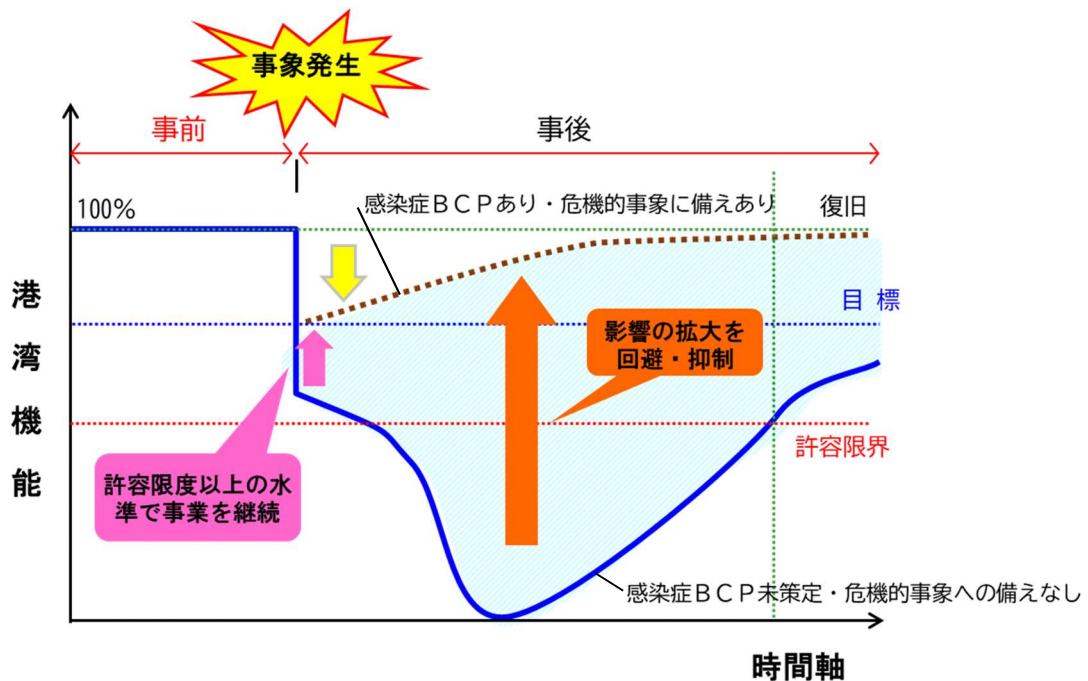 事象発生
事前
事後
100%
感染症BCPあり・危機的事象に備えあり
復旧
目 標
影響の拡大を
回避・抑制
許容限界
許容限度以上の水
準で事業を継続
港湾機能
感染症BCP未策定・危機的事象への備えなし
時間軸